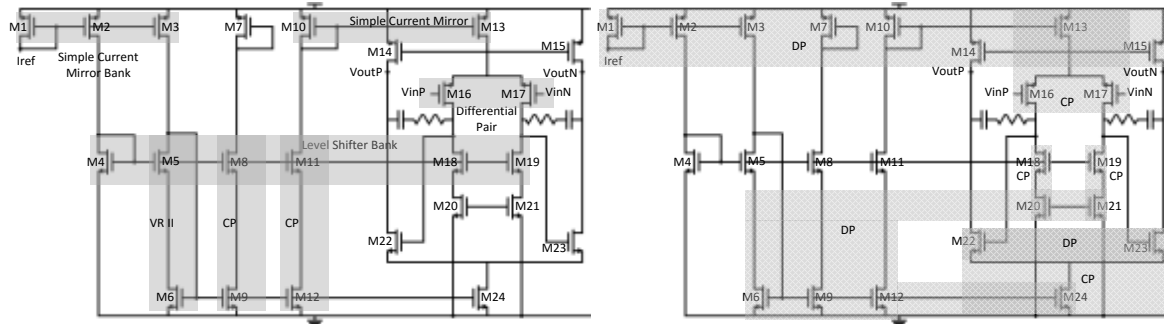 M1 M2 M3 M7 M10 Simple Current Mirror M13
Iref Simple Current Mirror Bank M14 M15
VoutP VoutN
VinP M16 M17 VinN
Differential Pair
Level Shifter Bank
M4 M5 M8 M11 M18 M19
M20 M21
VR II CP CP M22 M23
M6 M9 M12 M24
M1 M2 M3 M7 M10 M13
DP
Iref M14 M15
VoutP VoutN
VinP M16 M17 VinN
CP
M4 M5 M8 M11 M18 M19
CP CP
M20 M21
DP M22 DP M23
CP
M6 M9 M12 M24